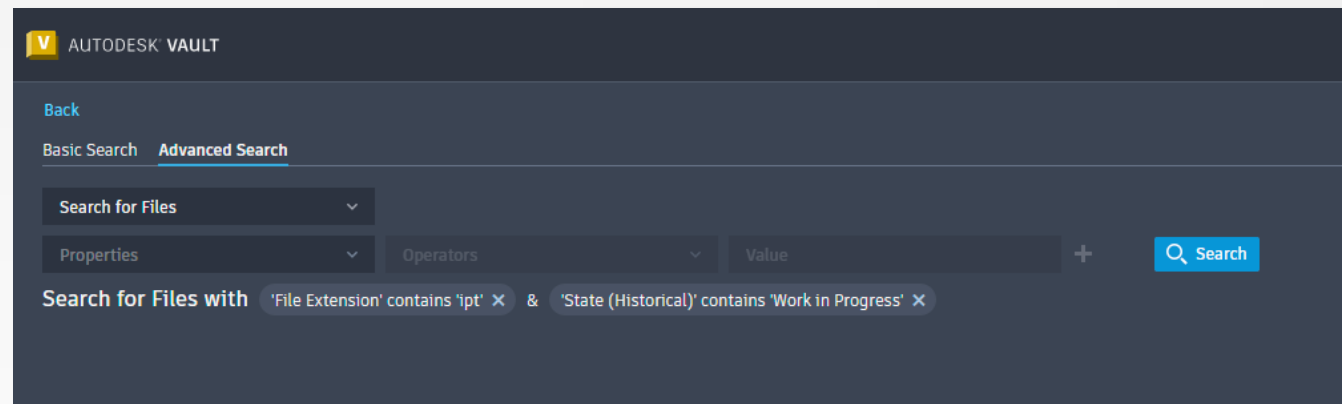 V AUTODESK® VAULT
Back
Basic Search Advanced Search
Search for Files
Properties Operators Value + Search
Search for Files with 'File Extension' contains 'ipt' × & 'State (Historical)' contains 'Work in Progress' ×